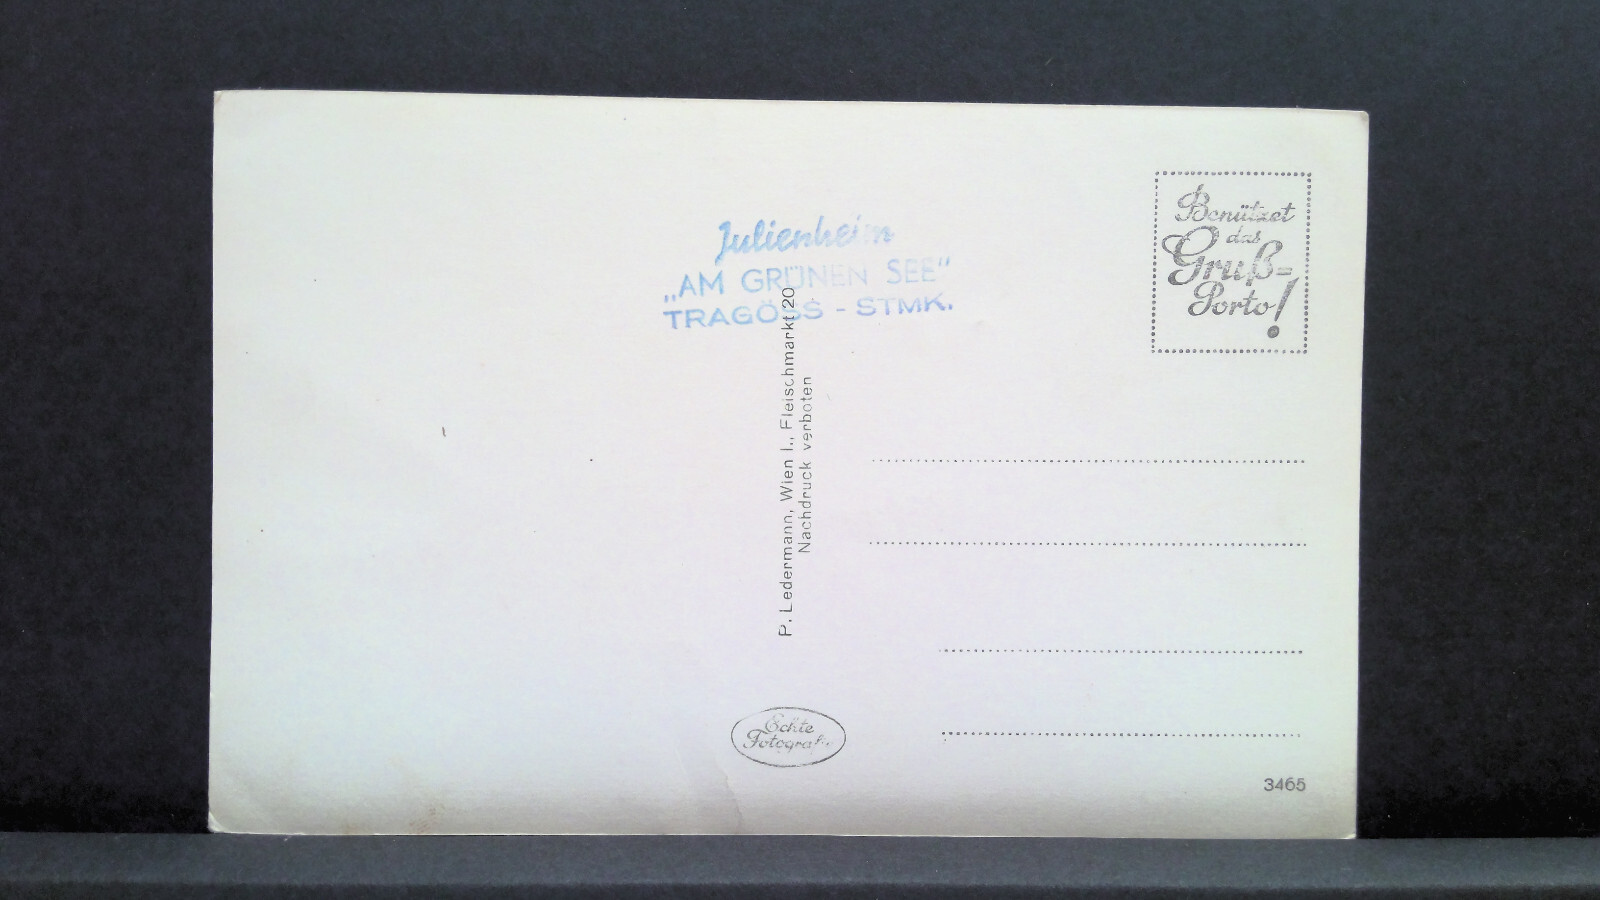 Julienheim
„AM GRÜNEN SEE"
TRAGÖSS - STMK.
Benützet
das
Gruß-
Porto!
P. Ledermann, Wien I., Fleischmarkt 20
Nachdruck verboten
Echte
Fotografie
3465